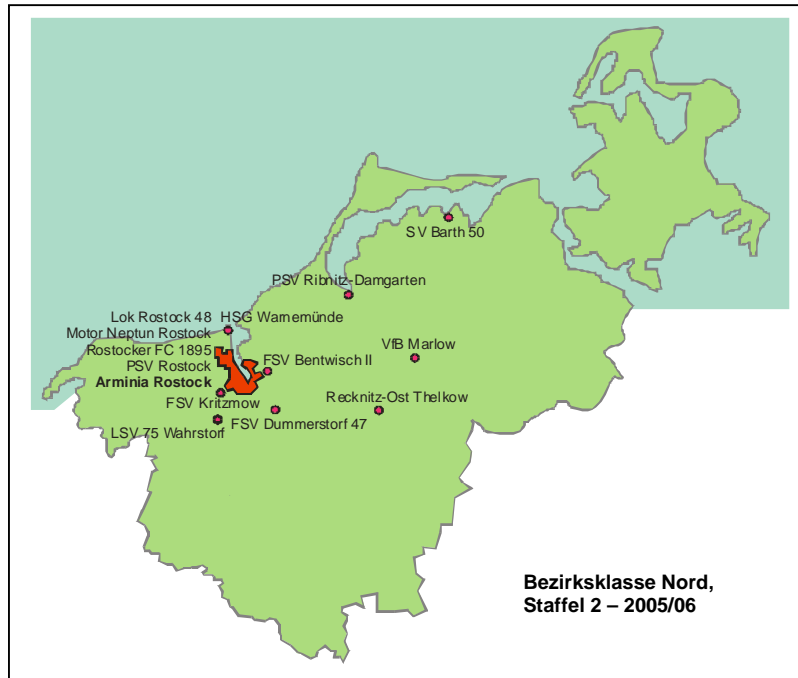 SV Barth 50
PSV Ribnitz-Damgarten
Lok Rostock 48 HSG Warnemünde
Motor Neptun Rostock
Rostocker FC 1895
VfB Marlow
PSV Rostock
FSV Bentwisch II
Arminia Rostock
FSV Kritzmow
Recknitz-Ost Thelkow
LSV 75 Wahrstorf
FSV Dummerstorf 47
Bezirksklasse Nord,
Staffel 2 – 2005/06